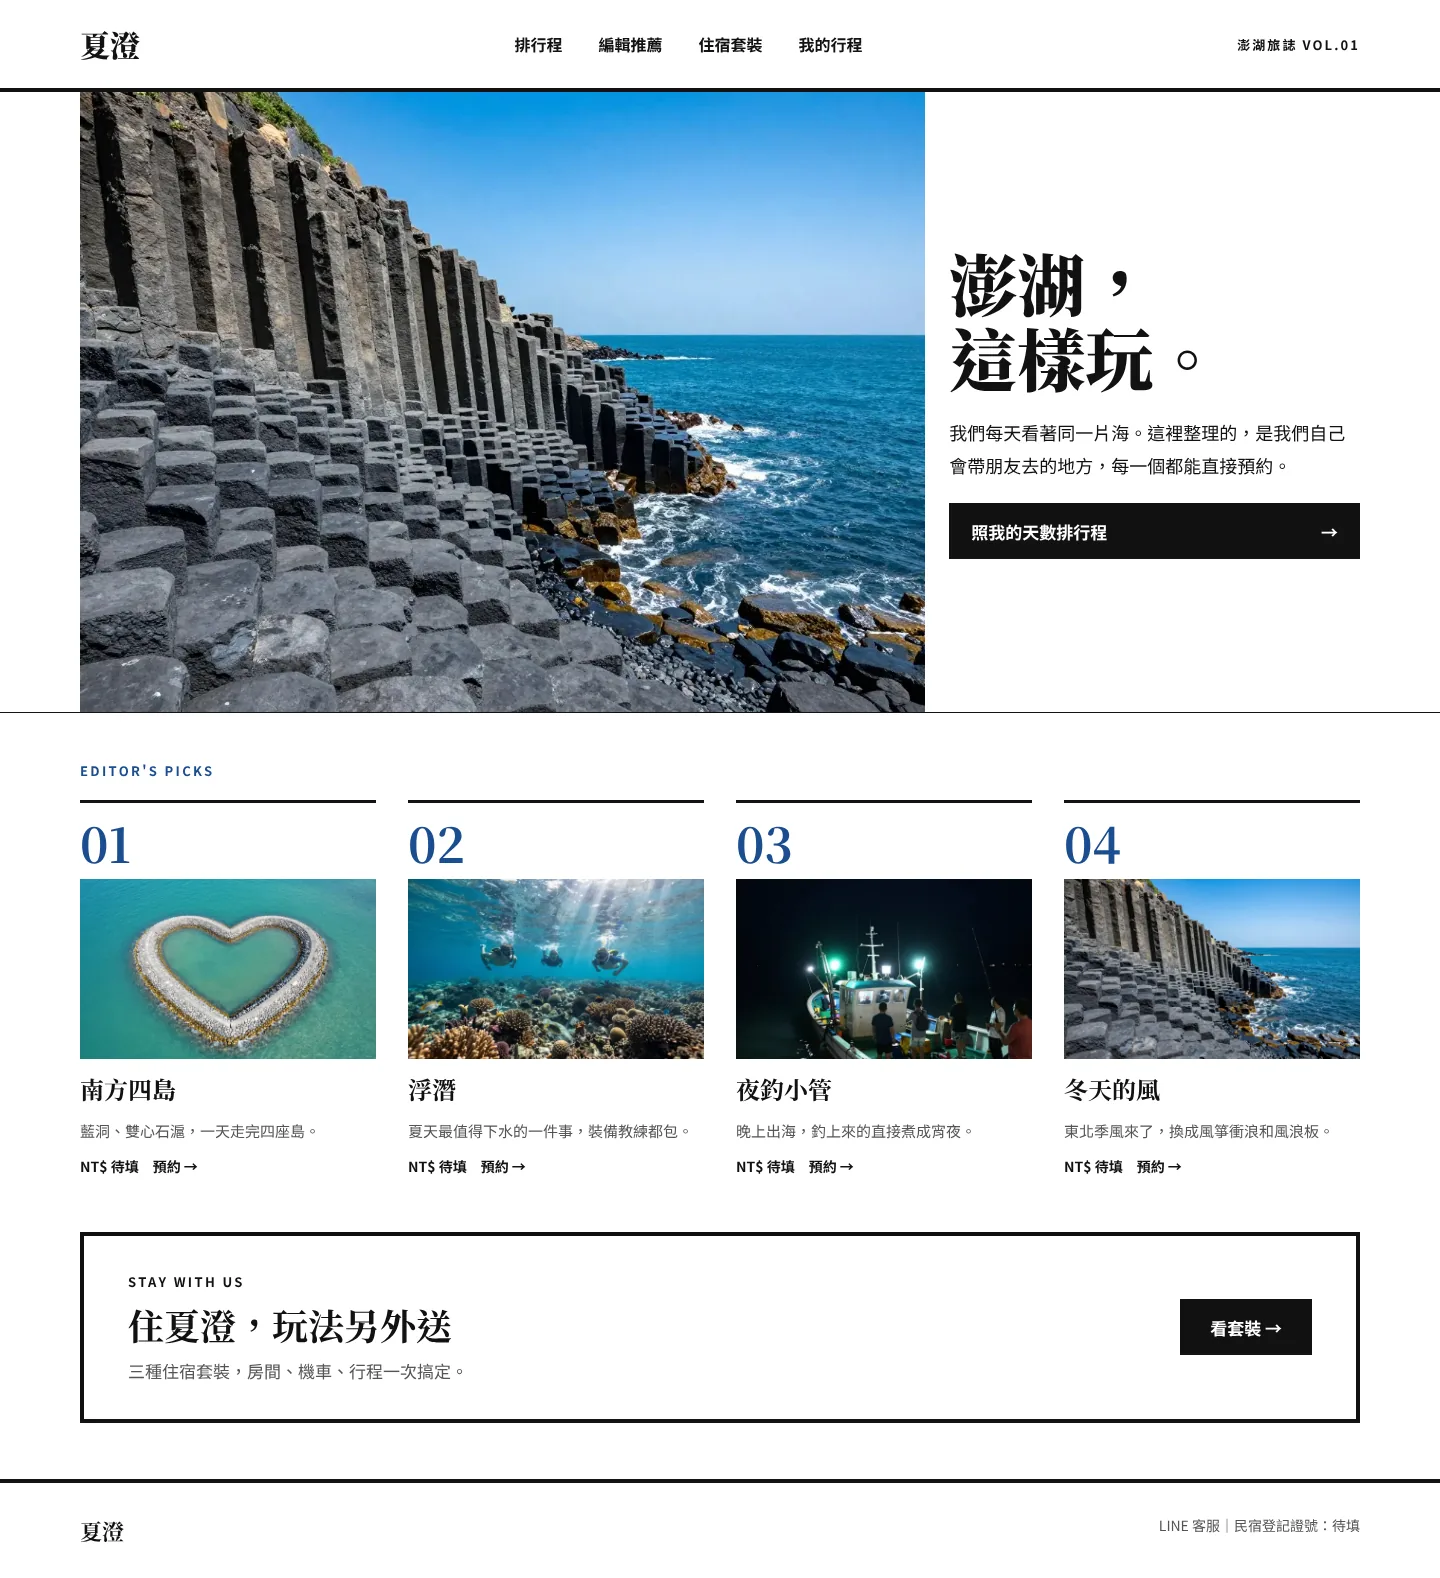 夏澄
排行程
編輯推薦
住宿套裝
我的行程
澎湖旅誌 VOL.01
澎湖，
這樣玩。
我們每天看著同一片海。這裡整理的，是我們自己
會帶朋友去的地方，每一個都能直接預約。
照我的天數排行程 →
EDITOR'S PICKS
01
南方四島
藍洞、雙心石滬，一天走完四座島。
NT$ 待填 預約 →
02
浮潛
夏天最值得下水的一件事，裝備教練都包。
NT$ 待填 預約 →
03
夜釣小管
晚上出海，釣上來的直接煮成宵夜。
NT$ 待填 預約 →
04
冬天的風
東北季風來了，換成風箏衝浪和風浪板。
NT$ 待填 預約 →
STAY WITH US
住夏澄，玩法另外送
三種住宿套裝，房間、機車、行程一次搞定。
看套裝 →
夏澄
LINE 客服｜民宿登記證號：待填